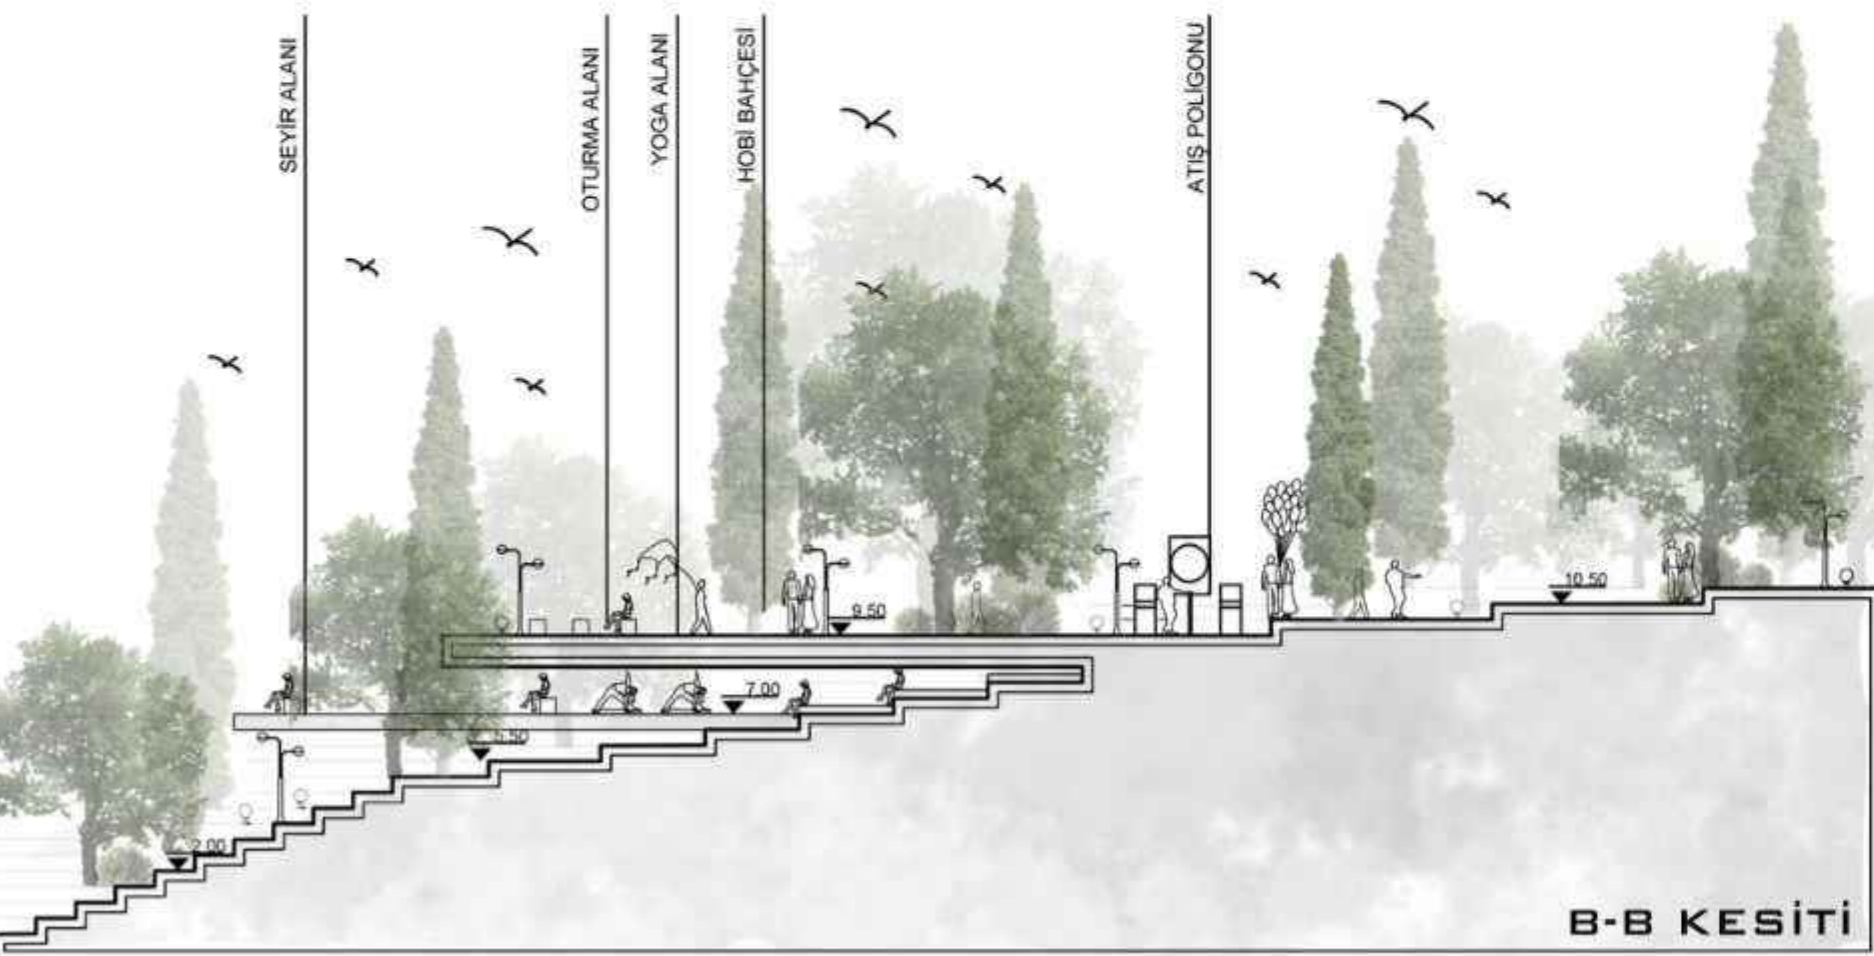 SEYİR ALANI
OTURMA ALANI
YOGA ALANI
HOBİ BAHÇESİ
ATIŞ POLİGONU
10.50
9.50
7.00
5.50
2.00
B-B KESİTİ